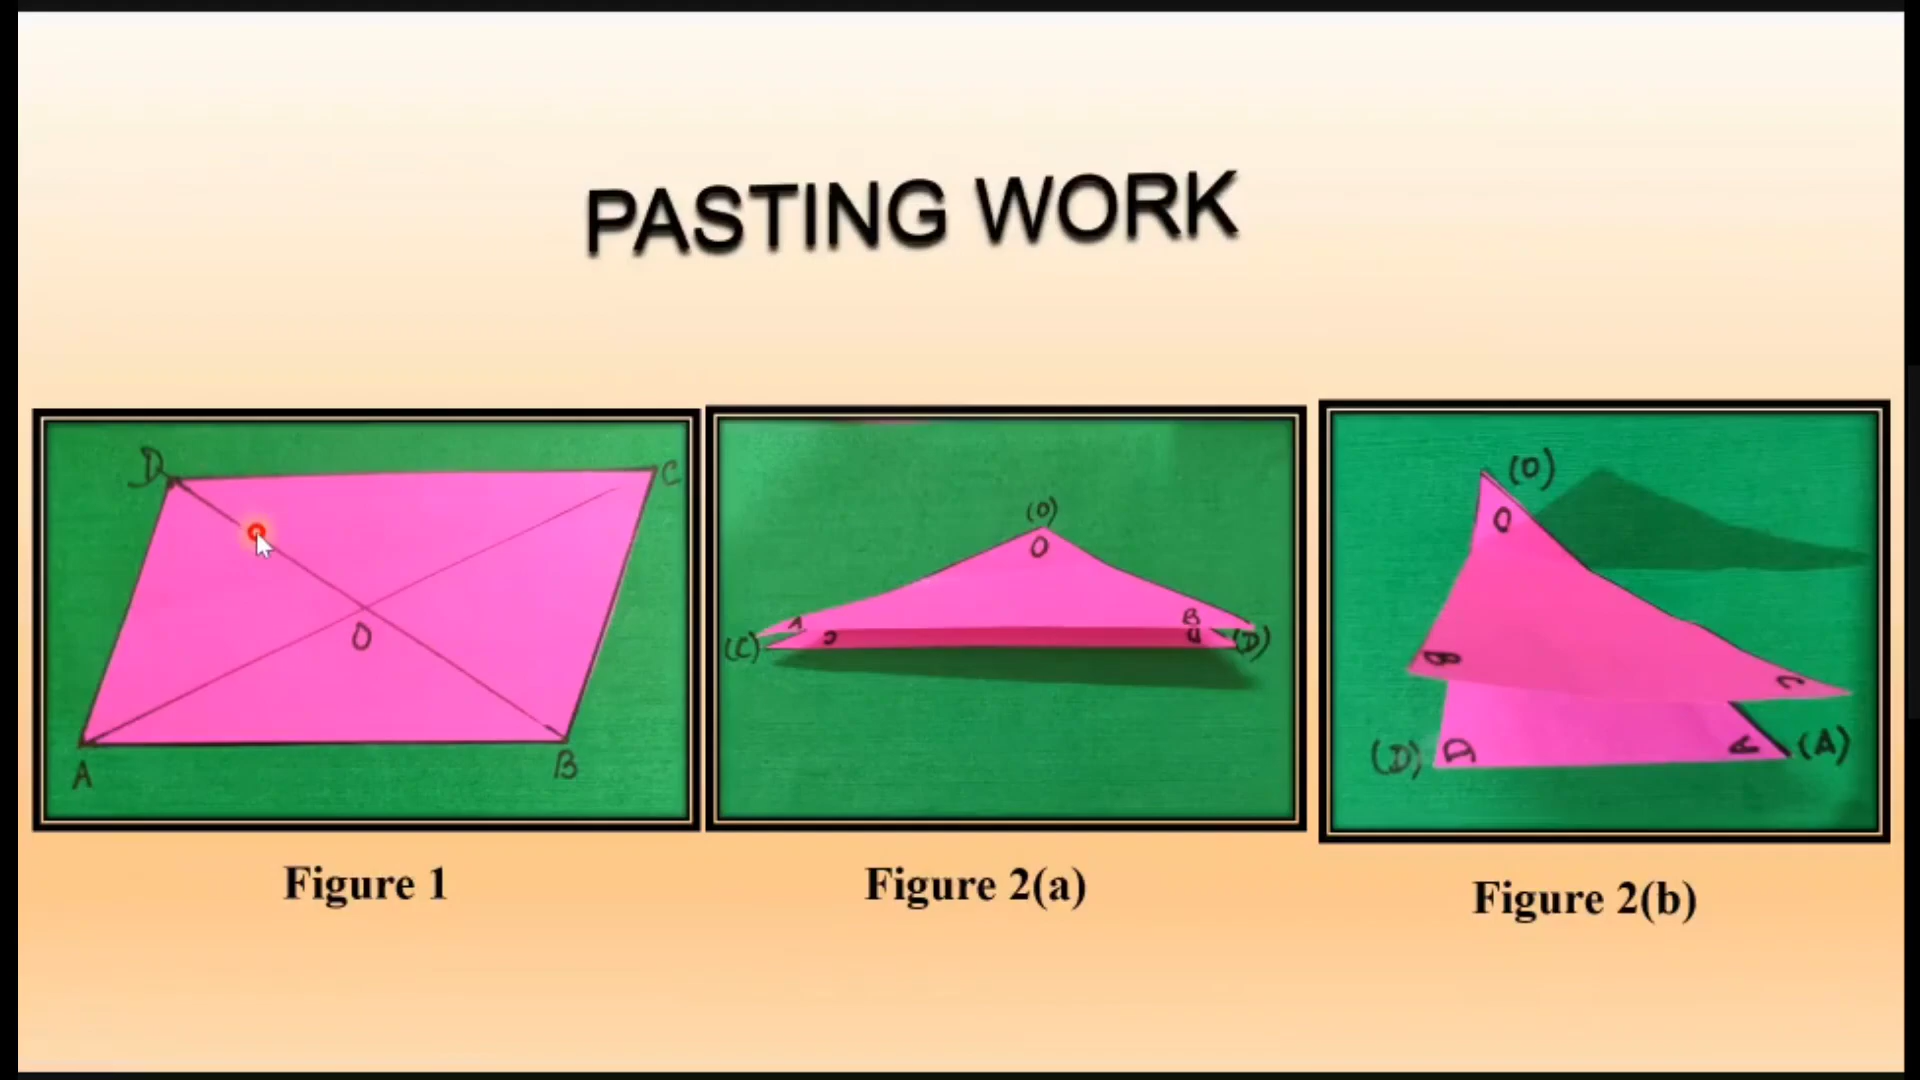 PASTING WORK
D
C
O
A
B
Figure 1
(O)
O
A
B
(C)
(D)
Figure 2(a)
(O)
O
B
C
(D)
D
A
(A)
Figure 2(b)